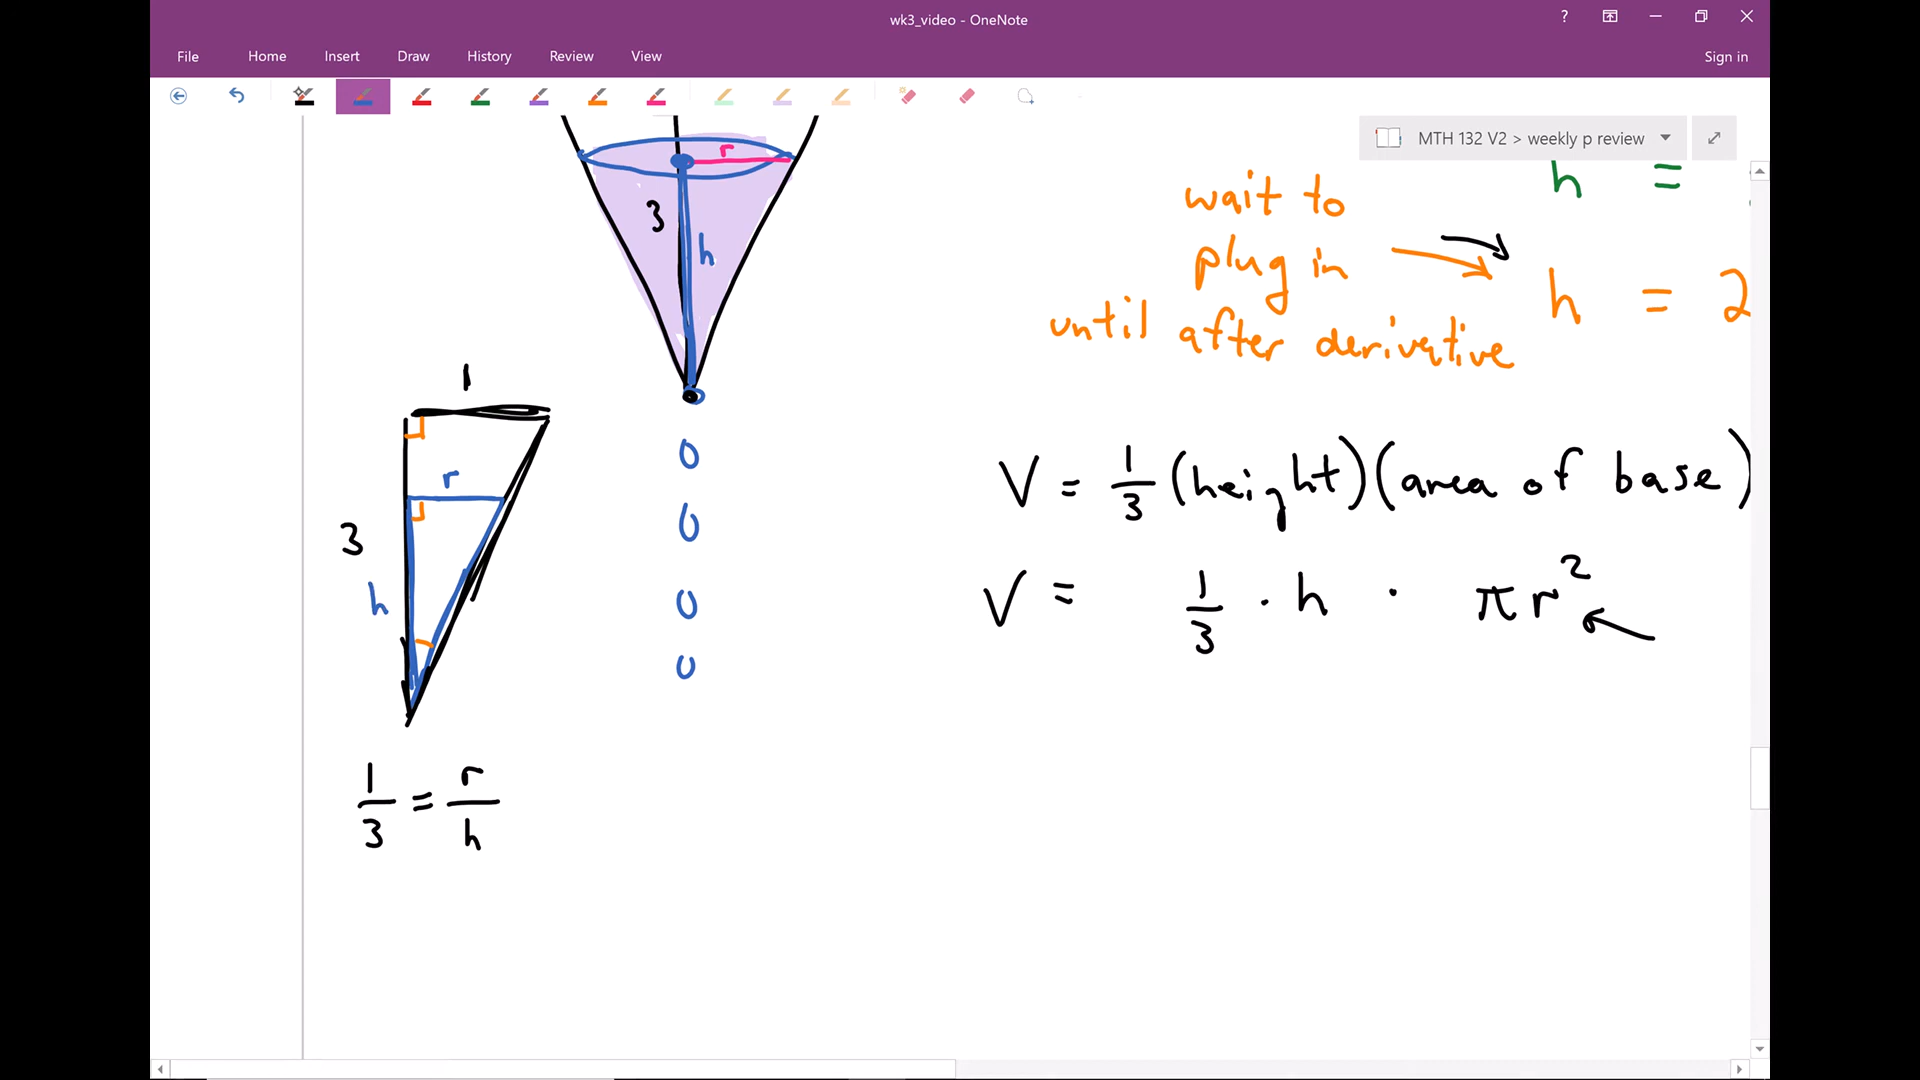 wk3_video - OneNote
?
File Home Insert Draw History Review View
Sign in
MTH 132 V2 > weekly p review
r
3
h
h =
wait to
plug in
until after derivative
h = 2
1
r
3
h
V = 1/3 (height)(area of base)
V = 1/3 · h · πr²
1/3 = r/h